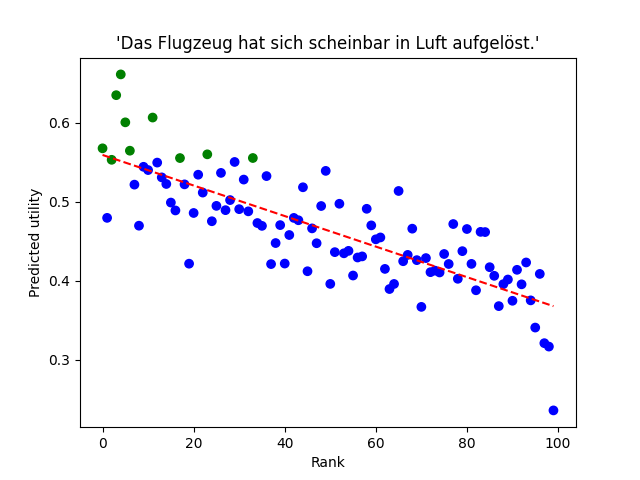 'Das Flugzeug hat sich scheinbar in Luft aufgelöst.'
Predicted utility
0.6
0.5
0.4
0.3
0 20 40 60 80 100
Rank